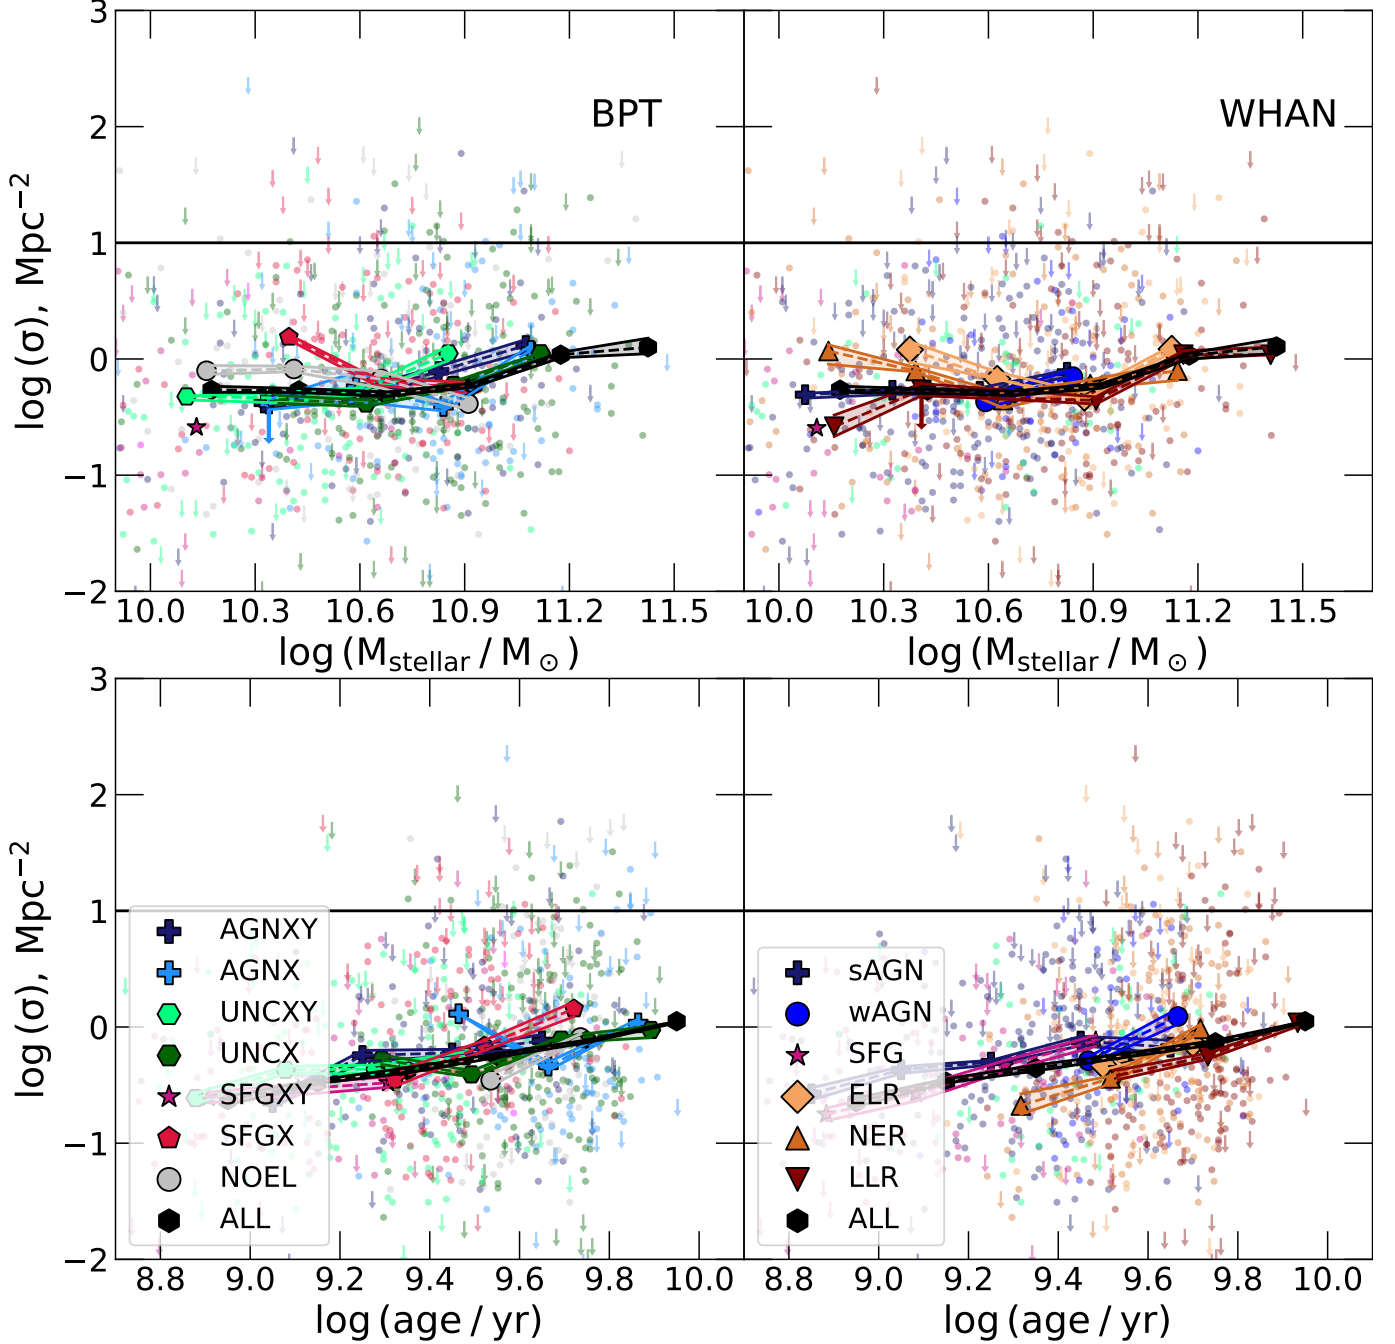 3
2
1
0
−1
−2
log (σ), Mpc⁻²
BPT
WHAN
10.0 10.3 10.6 10.9 11.2 11.5
10.0 10.3 10.6 10.9 11.2 11.5
log (M_stellar / M_⊙)
log (M_stellar / M_⊙)
3
2
1
0
−1
−2
log (σ), Mpc⁻²
AGNXY
AGNX
UNCXY
UNCX
SFGXY
SFGX
NOEL
ALL
sAGN
wAGN
SFG
ELR
NER
LLR
ALL
8.8 9.0 9.2 9.4 9.6 9.8 10.0
8.8 9.0 9.2 9.4 9.6 9.8 10.0
log (age / yr)
log (age / yr)